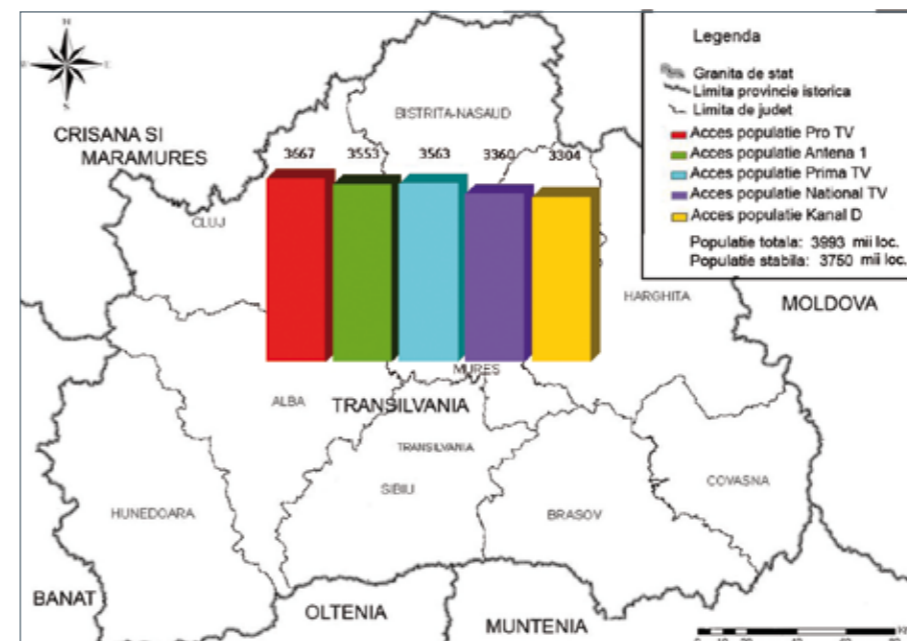 N
E
S
Legenda
Granita de stat
Limita provincie istorica
Limita de judet
Acces populatie Pro TV
Acces populatie Antena 1
Acces populatie Prima TV
Acces populatie National TV
Acces populatie Kanal D
Populatie totala: 3993 mii loc.
Populatie stabila: 3750 mii loc.
BISTRITA-NASAUD
CRISANA SI
MARAMURES
3667 3553 3563 3360 3304
CLUJ
HARGHITA
MOLDOVA
MURES
ALBA
TRANSILVANIA
TRANSILVANIA
SIBIU
COVASNA
HUNEDOARA
BRASOV
BANAT
OLTENIA
MUNTENIA